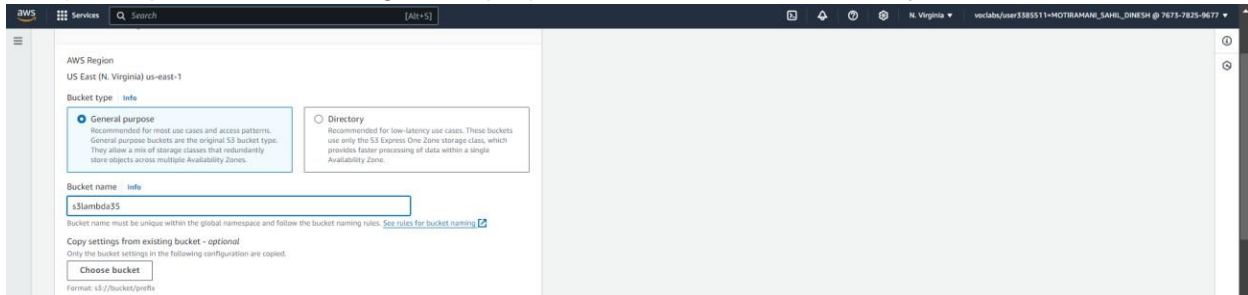 aws
Services
Search
[Alt+S]
N. Virginia ▼
voclabs/user3385511=MOTIRAMANI_SAHIL_DINESH @ 7673-7825-9677 ▼
AWS Region
US East (N. Virginia) us-east-1
Bucket type Info
General purpose
Recommended for most use cases and access patterns.
General purpose buckets are the original S3 bucket type.
They allow a mix of storage classes that redundantly
store objects across multiple Availability Zones.
Directory
Recommended for low-latency use cases. These buckets
use only the S3 Express One Zone storage class, which
provides faster processing of data within a single
Availability Zone.
Bucket name Info
s3lambda35
Bucket name must be unique within the global namespace and follow the bucket naming rules. See rules for bucket naming
Copy settings from existing bucket - optional
Only the bucket settings in the following configuration are copied.
Choose bucket
Format: s3://bucket/prefix